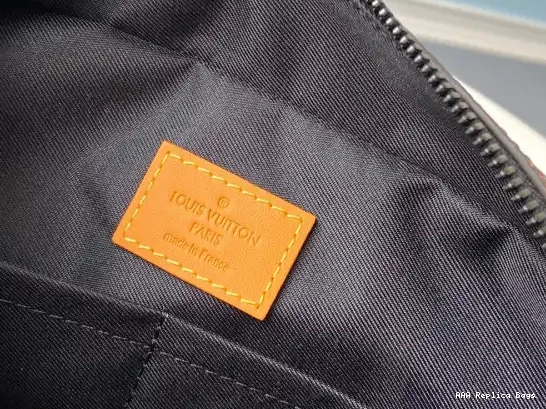 ®
LOUIS VUITTON
PARIS
made in France
AAA Replica Bags